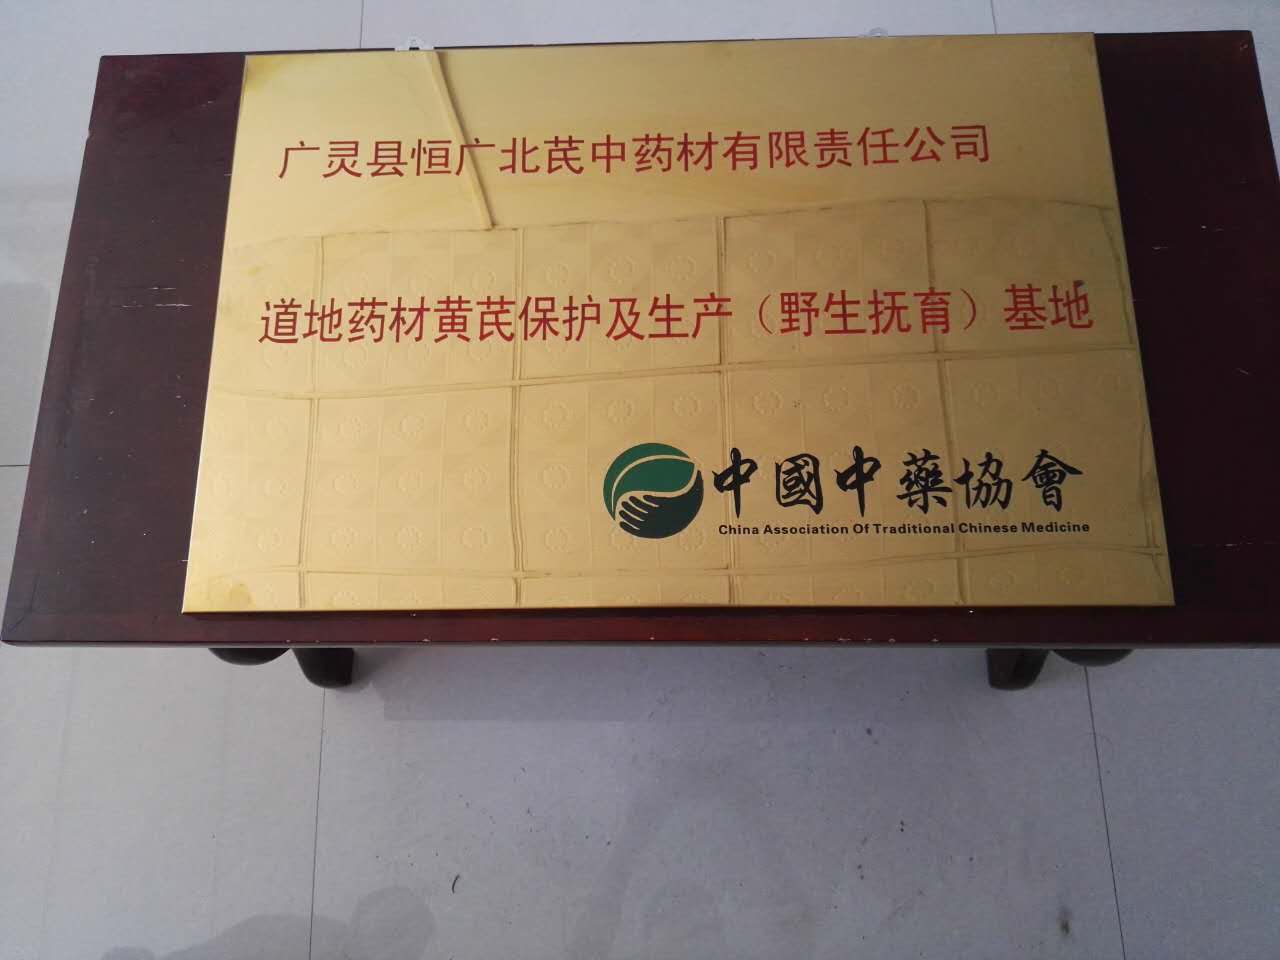 广灵县恒广北芪中药材有限责任公司
道地药材黄芪保护及生产（野生抚育）基地
中國中藥協會
China Association Of Traditional Chinese Medicine